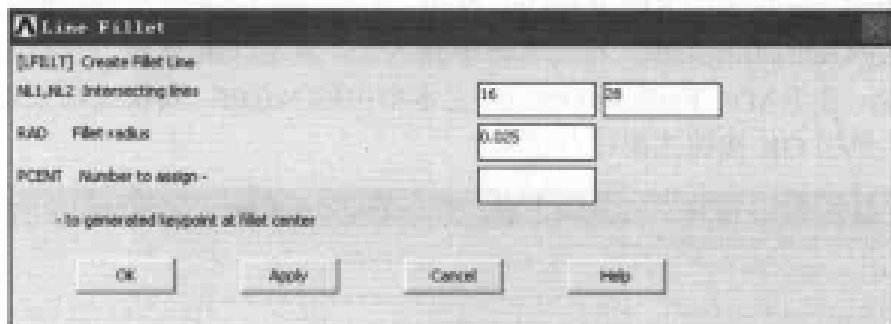 Line Fillet
[LFILLT] Create Fillet Line
NL1,NL2 Intersecting lines 16 28
RAD Fillet radius 0.025
PCENT Number to assign -
- to generated keypoint at fillet center
OK Apply Cancel Help